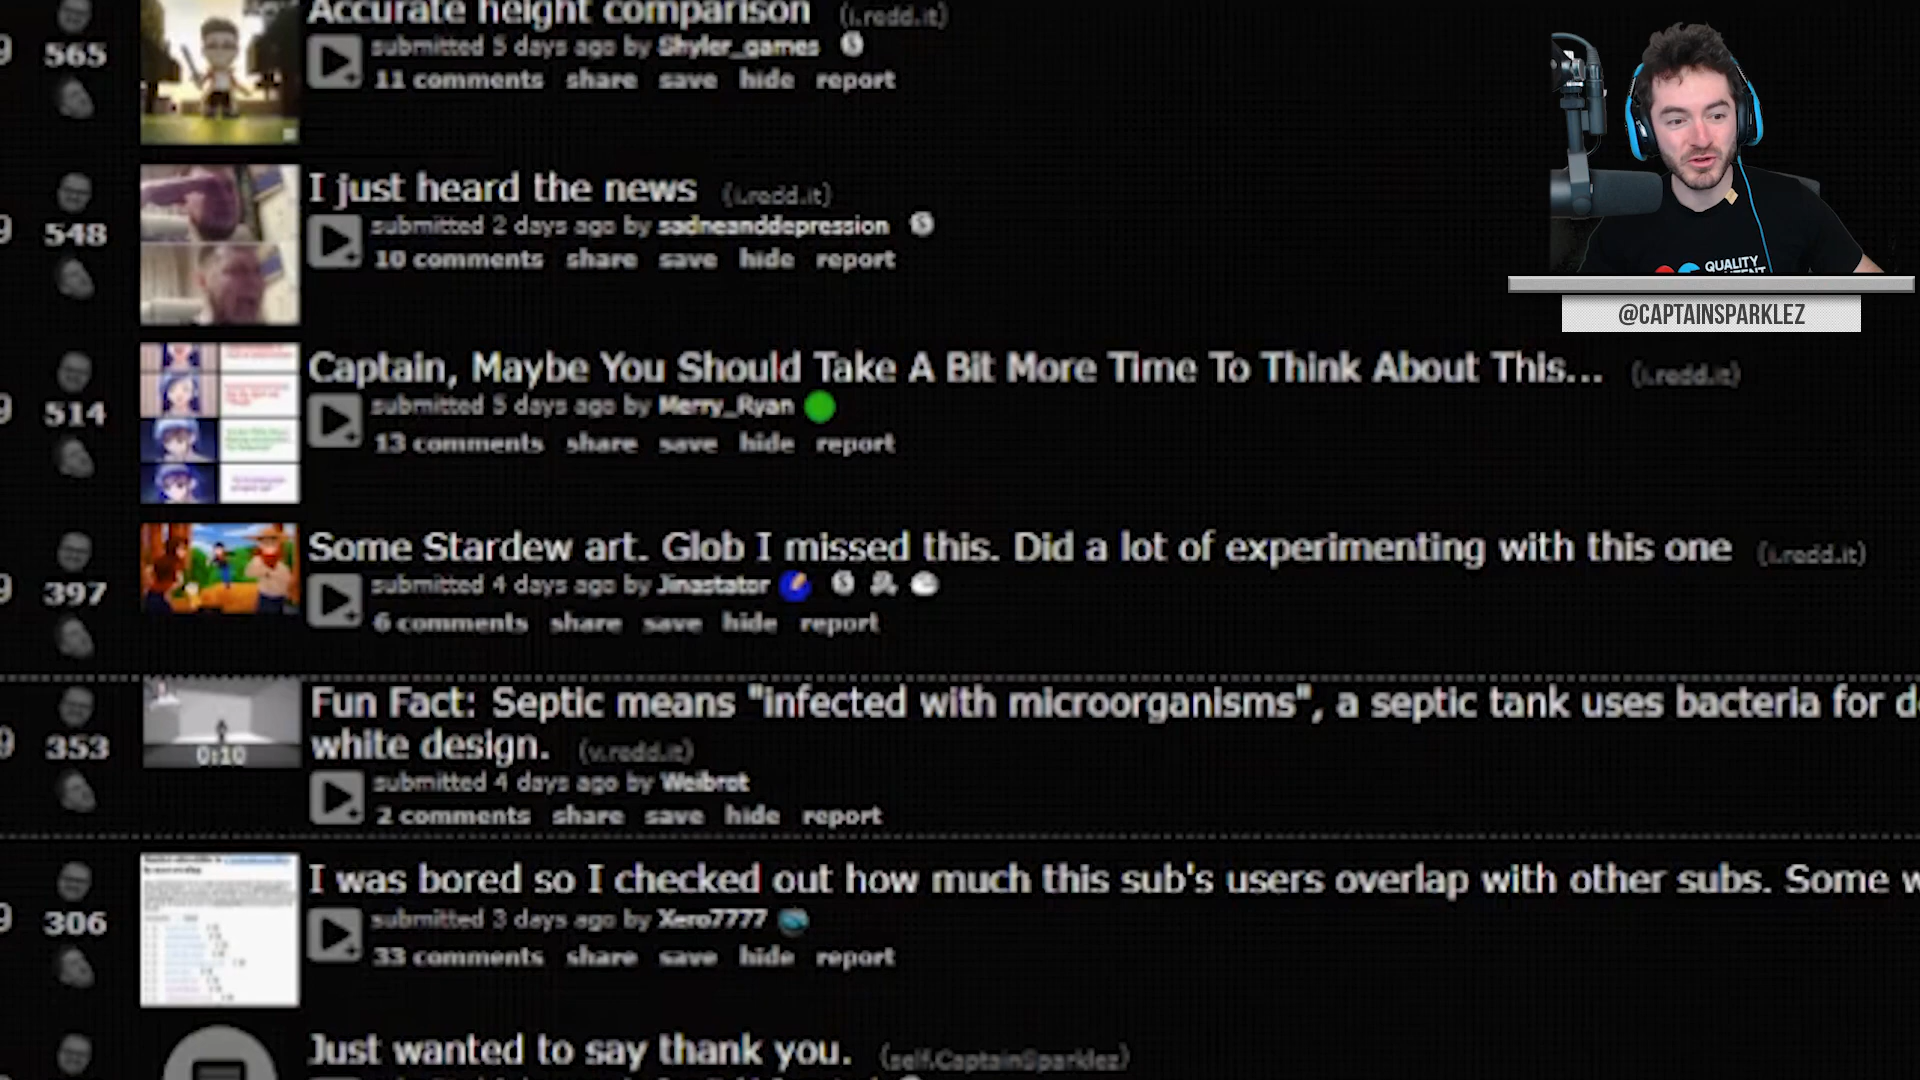 Accurate height comparison (i.redd.it)
565
submitted 5 days ago by Shyler_games
11 comments share save hide report
I just heard the news (i.redd.it)
548
submitted 2 days ago by sadneanddepression
10 comments share save hide report
QUALITY
@CAPTAINSPARKLEZ
Captain, Maybe You Should Take A Bit More Time To Think About This... (i.redd.it)
514
submitted 5 days ago by Merry_Ryan
13 comments share save hide report
Some Stardew art. Glob I missed this. Did a lot of experimenting with this one (i.redd.it)
397
submitted 4 days ago by Jinastator
6 comments share save hide report
Fun Fact: Septic means "infected with microorganisms", a septic tank uses bacteria for
white design. (v.redd.it)
353
0:10
submitted 4 days ago by Weibrot
2 comments share save hide report
I was bored so I checked out how much this sub's users overlap with other subs. Some
306
submitted 3 days ago by Xero7777
33 comments share save hide report
Just wanted to say thank you. (self.CaptainSparklez)